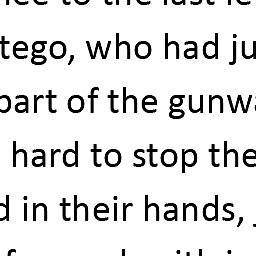 to the last
tego, who had ju
part of the gunwa
hard to stop the
d in their hands,